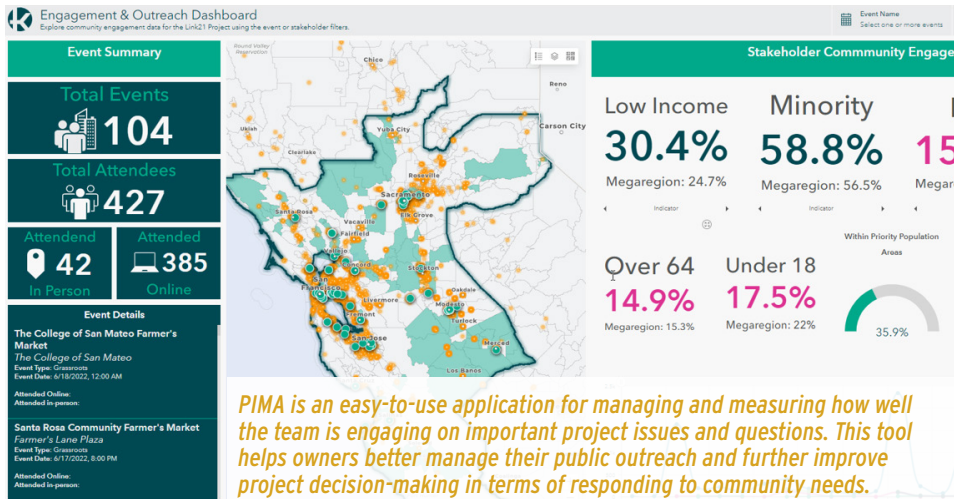 Engagement & Outreach Dashboard
Explore community engagement data for the Link21 Project using the event or stakeholder filters.
Event Name
Select one or more events
Event Summary
Total Events
104
Total Attendees
427
Attendend
42
In Person
Attended
385
Online
Event Details
The College of San Mateo Farmer's
Market
The College of San Mateo
Event Type: Grassroots
Event Date: 6/18/2022, 12:00 AM
Attended Online:
Attended in-person:
Santa Rosa Community Farmer's Market
Farmer's Lane Plaza
Event Type: Grassroots
Event Date: 6/17/2022, 8:00 PM
Attended Online:
Attended in-person:
Round Valley
Reservation
Chico
Reno
Ukiah
Yuba City
Carson City
Clearlake
Roseville
Sacramento
Elk Grove
Santa Rosa
Vacaville
Fairfield
Vallejo
Concord
Stockton
San
Francisco
Oakdale
Livermore
Modesto
Fremont
Turlock
San Jose
Merced
Los Banos
Stakeholder Commmunity Engage
Low Income
30.4%
Megaregion: 24.7%
Indicator
Minority
58.8%
Megaregion: 56.5%
Indicator
15
Megar
Over 64
14.9%
Megaregion: 15.3%
Under 18
17.5%
Megaregion: 22%
Within Priority Population
Areas
35.9%
PIMA is an easy-to-use application for managing and measuring how well
the team is engaging on important project issues and questions. This tool
helps owners better manage their public outreach and further improve
project decision-making in terms of responding to community needs.